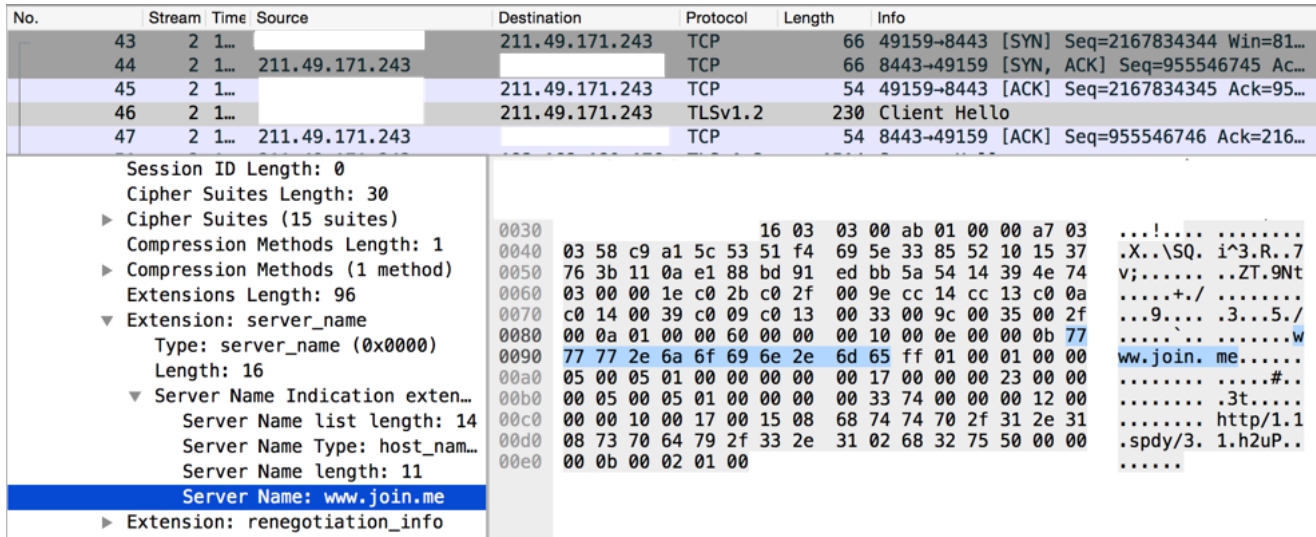 No. Stream Time Source Destination Protocol Length Info
43 2 1… 211.49.171.243 TCP 66 49159→8443 [SYN] Seq=2167834344 Win=81…
44 2 1… 211.49.171.243 TCP 66 8443→49159 [SYN, ACK] Seq=955546745 Ac…
45 2 1… 211.49.171.243 TCP 54 49159→8443 [ACK] Seq=2167834345 Ack=95…
46 2 1… 211.49.171.243 TLSv1.2 230 Client Hello
47 2 1… 211.49.171.243 TCP 54 8443→49159 [ACK] Seq=955546746 Ack=216…
Session ID Length: 0
Cipher Suites Length: 30
Cipher Suites (15 suites)
Compression Methods Length: 1
Compression Methods (1 method)
Extensions Length: 96
Extension: server_name
Type: server_name (0x0000)
Length: 16
Server Name Indication exten…
Server Name list length: 14
Server Name Type: host_nam…
Server Name length: 11
Server Name: www.join.me
Extension: renegotiation_info
0030 16 03 03 00 ab 01 00 00 a7 03 ...!.... ........
0040 03 58 c9 a1 5c 53 51 f4 69 5e 33 85 52 10 15 37 .X..\SQ. i^3.R..7
0050 76 3b 11 0a e1 88 bd 91 ed bb 5a 54 14 39 4e 74 v;...... ..ZT.9Nt
0060 03 00 00 1e c0 2b c0 2f 00 9e cc 14 cc 13 c0 0a .....+./ ........
0070 c0 14 00 39 c0 09 c0 13 00 33 00 9c 00 35 00 2f ...9.... .3...5./
0080 00 0a 01 00 00 60 00 00 00 10 00 0e 00 00 0b 77 .....`.. .......w
0090 77 77 2e 6a 6f 69 6e 2e 6d 65 ff 01 00 01 00 00 ww.join. me......
00a0 05 00 05 01 00 00 00 00 00 17 00 00 00 23 00 00 ........ .....#..
00b0 00 05 00 05 01 00 00 00 00 33 74 00 00 00 12 00 ........ .3t.....
00c0 00 00 10 00 17 00 15 08 68 74 74 70 2f 31 2e 31 ........ http/1.1
00d0 08 73 70 64 79 2f 33 2e 31 02 68 32 75 50 00 00 .spdy/3. 1.h2uP..
00e0 00 0b 00 02 01 00 ......